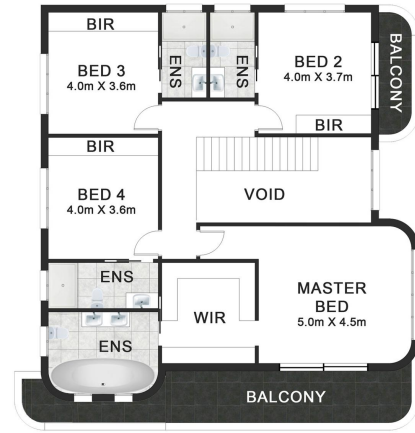 BIR
BED 3
4.0m X 3.6m
ENS
ENS
BED 2
4.0m X 3.7m
BIR
BALCONY
BIR
BED 4
4.0m X 3.6m
VOID
ENS
ENS
WIR
MASTER
BED
5.0m X 4.5m
BALCONY